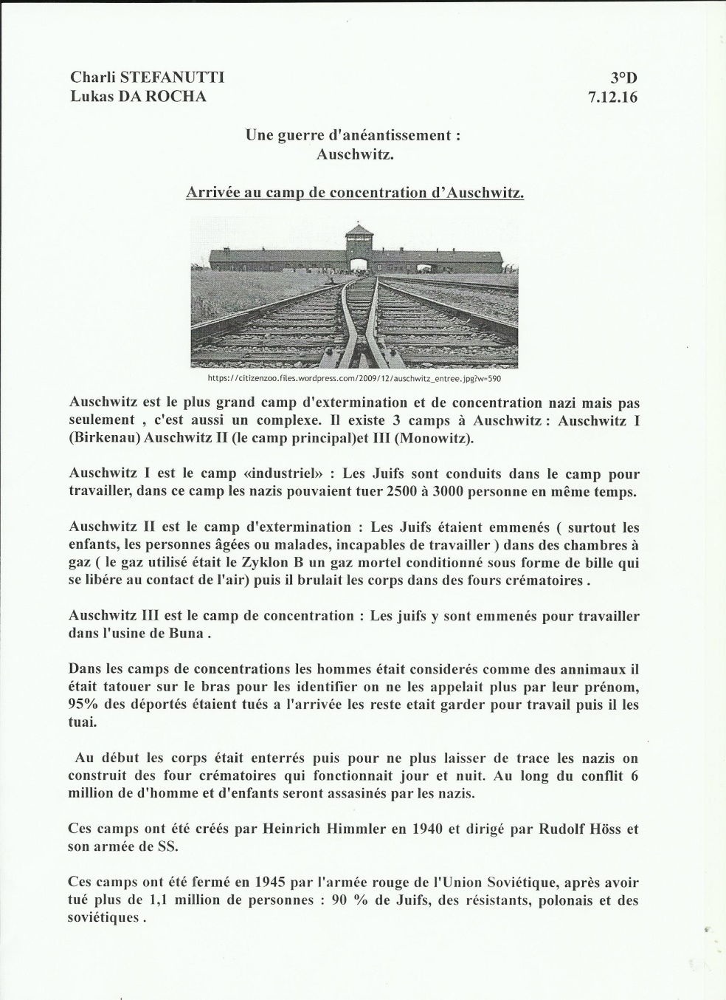 Charli STEFANUTTI 3°D
Lukas DA ROCHA 7.12.16
Une guerre d'anéantissement :
Auschwitz.
Arrivée au camp de concentration d’Auschwitz.
https://citizenzoo.files.wordpress.com/2009/12/auschwitz_entree.jpg?w=590
Auschwitz est le plus grand camp d'extermination et de concentration nazi mais pas
seulement , c'est aussi un complexe. Il existe 3 camps à Auschwitz : Auschwitz I
(Birkenau) Auschwitz II (le camp principal)et III (Monowitz).
Auschwitz I est le camp «industriel» : Les Juifs sont conduits dans le camp pour
travailler, dans ce camp les nazis pouvaient tuer 2500 à 3000 personne en même temps.
Auschwitz II est le camp d'extermination : Les Juifs étaient emmenés ( surtout les
enfants, les personnes âgées ou malades, incapables de travailler ) dans des chambres à
gaz ( le gaz utilisé était le Zyklon B un gaz mortel conditionné sous forme de bille qui
se libére au contact de l'air) puis il brulait les corps dans des fours crématoires .
Auschwitz III est le camp de concentration : Les juifs y sont emmenés pour travailler
dans l'usine de Buna .
Dans les camps de concentrations les hommes était considerés comme des annimaux il
était tatouer sur le bras pour les identifier on ne les appelait plus par leur prénom,
95% des déportés étaient tués a l'arrivée les reste etait garder pour travail puis il les
tuai.
Au début les corps était enterrés puis pour ne plus laisser de trace les nazis on
construit des four crématoires qui fonctionnait jour et nuit. Au long du conflit 6
million de d'homme et d'enfants seront assasinés par les nazis.
Ces camps ont été créés par Heinrich Himmler en 1940 et dirigé par Rudolf Höss et
son armée de SS.
Ces camps ont été fermé en 1945 par l'armée rouge de l'Union Soviétique, après avoir
tué plus de 1,1 million de personnes : 90 % de Juifs, des résistants, polonais et des
soviétiques .